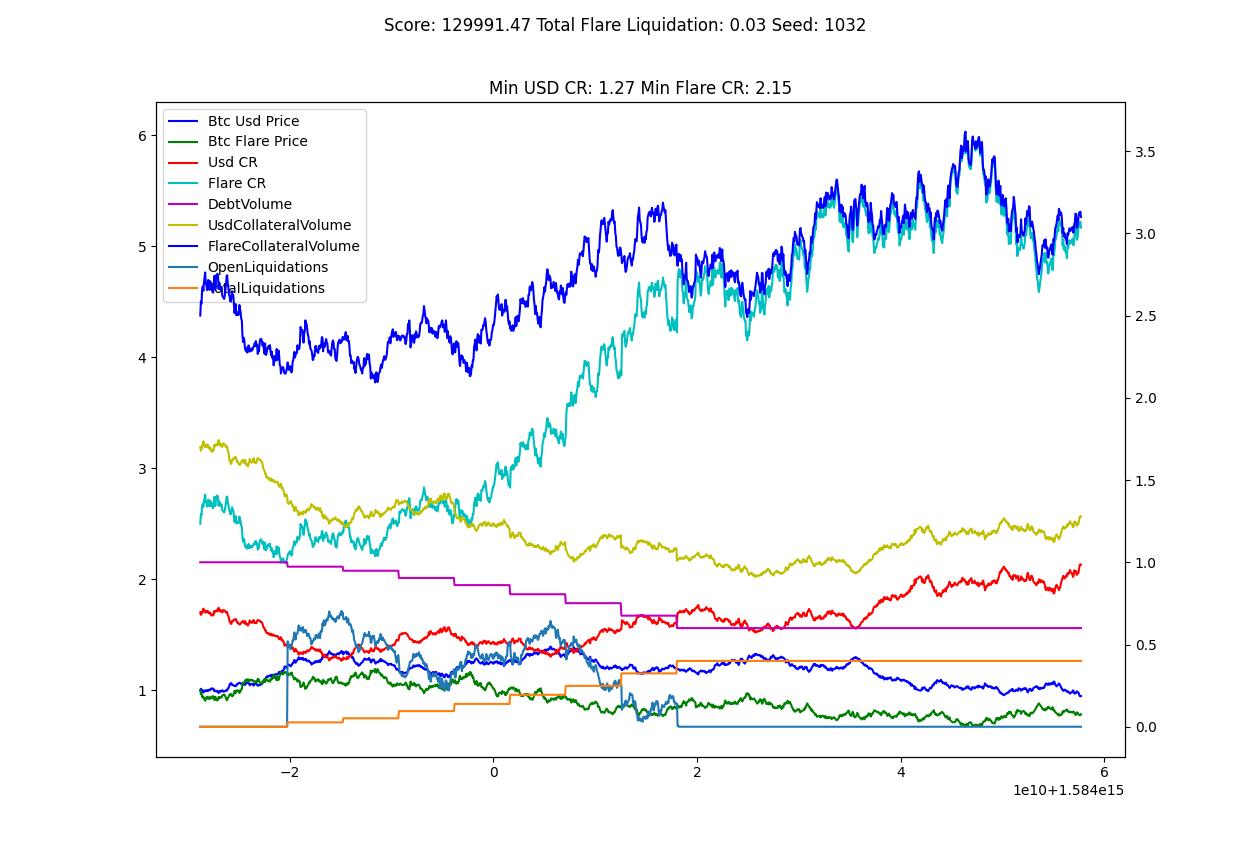 Score: 129991.47 Total Flare Liquidation: 0.03 Seed: 1032
Min USD CR: 1.27 Min Flare CR: 2.15
Btc Usd Price
Btc Flare Price
Usd CR
Flare CR
DebtVolume
UsdCollateralVolume
FlareCollateralVolume
OpenLiquidations
TotalLiquidations
6
5
4
3
2
1
3.5
3.0
2.5
2.0
1.5
1.0
0.5
0.0
−2
0
2
4
6
1e10+1.584e15